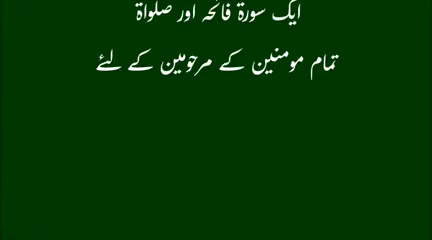 ایک سورۃ فاتحہ اور صلواۃ
تمام مومنین کے مرحومین کے لئے